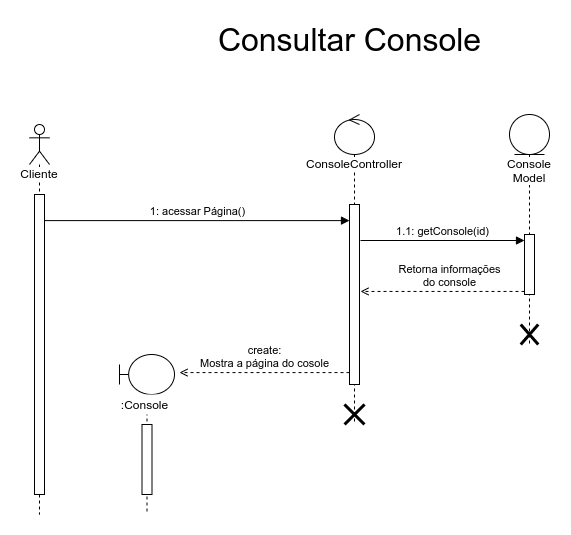 Consultar Console
Cliente
ConsoleController
Console
Model
1: acessar Página()
1.1: getConsole(id)
Retorna informações
do console
create:
Mostra a página do cosole
:Console